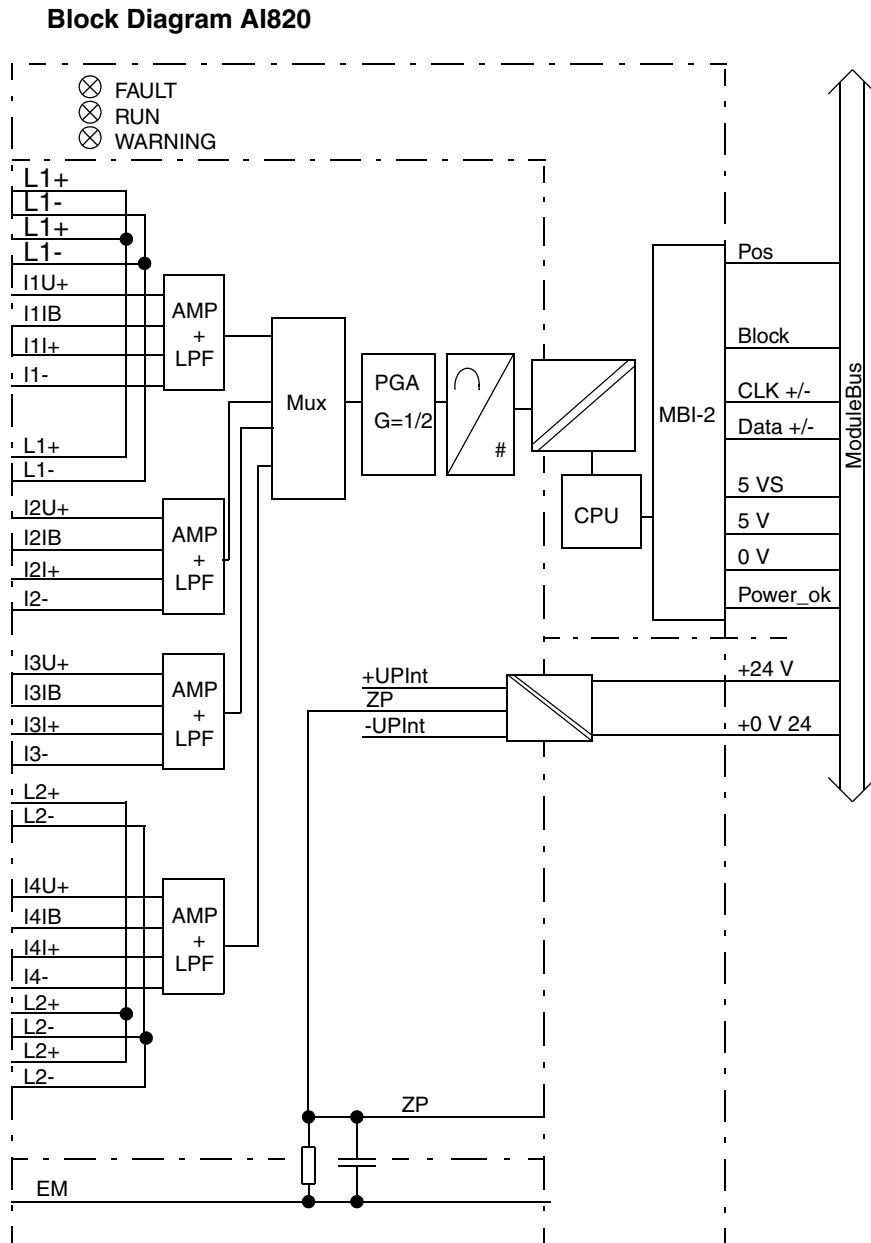 Block Diagram AI820
FAULT
RUN
WARNING
L1+
L1-
L1+
L1-
I1U+
I1IB
I1I+
I1-
AMP
+
LPF
L1+
L1-
I2U+
I2IB
I2I+
I2-
AMP
+
LPF
I3U+
I3IB
I3I+
I3-
AMP
+
LPF
L2+
L2-
I4U+
I4IB
I4I+
I4-
AMP
+
LPF
L2+
L2-
L2+
L2-
Mux
PGA
G=1/2
#
CPU
MBI-2
Pos
Block
CLK +/-
Data +/-
5 VS
5 V
0 V
Power_ok
+24 V
+0 V 24
ModuleBus
+UPInt
ZP
-UPInt
ZP
EM